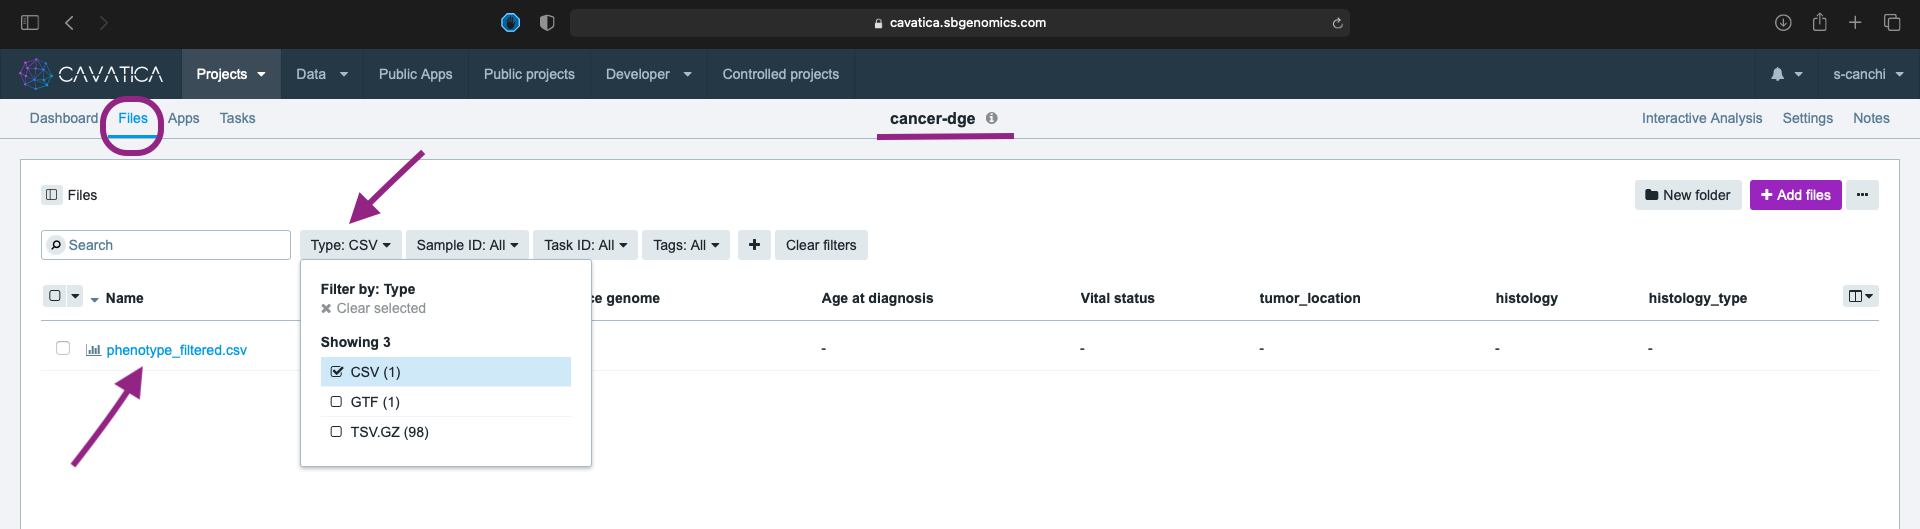 cavatica.sbgenomics.com
CAVATICA Projects Data Public Apps Public projects Developer Controlled projects s-canchi
Dashboard Files Apps Tasks cancer-dge Interactive Analysis Settings Notes
Files New folder Add files
Search Type: CSV Sample ID: All Task ID: All Tags: All Clear filters
Name ce genome Age at diagnosis Vital status tumor_location histology histology_type
Filter by: Type
Clear selected
Showing 3
phenotype_filtered.csv - - - - -
CSV (1)
GTF (1)
TSV.GZ (98)